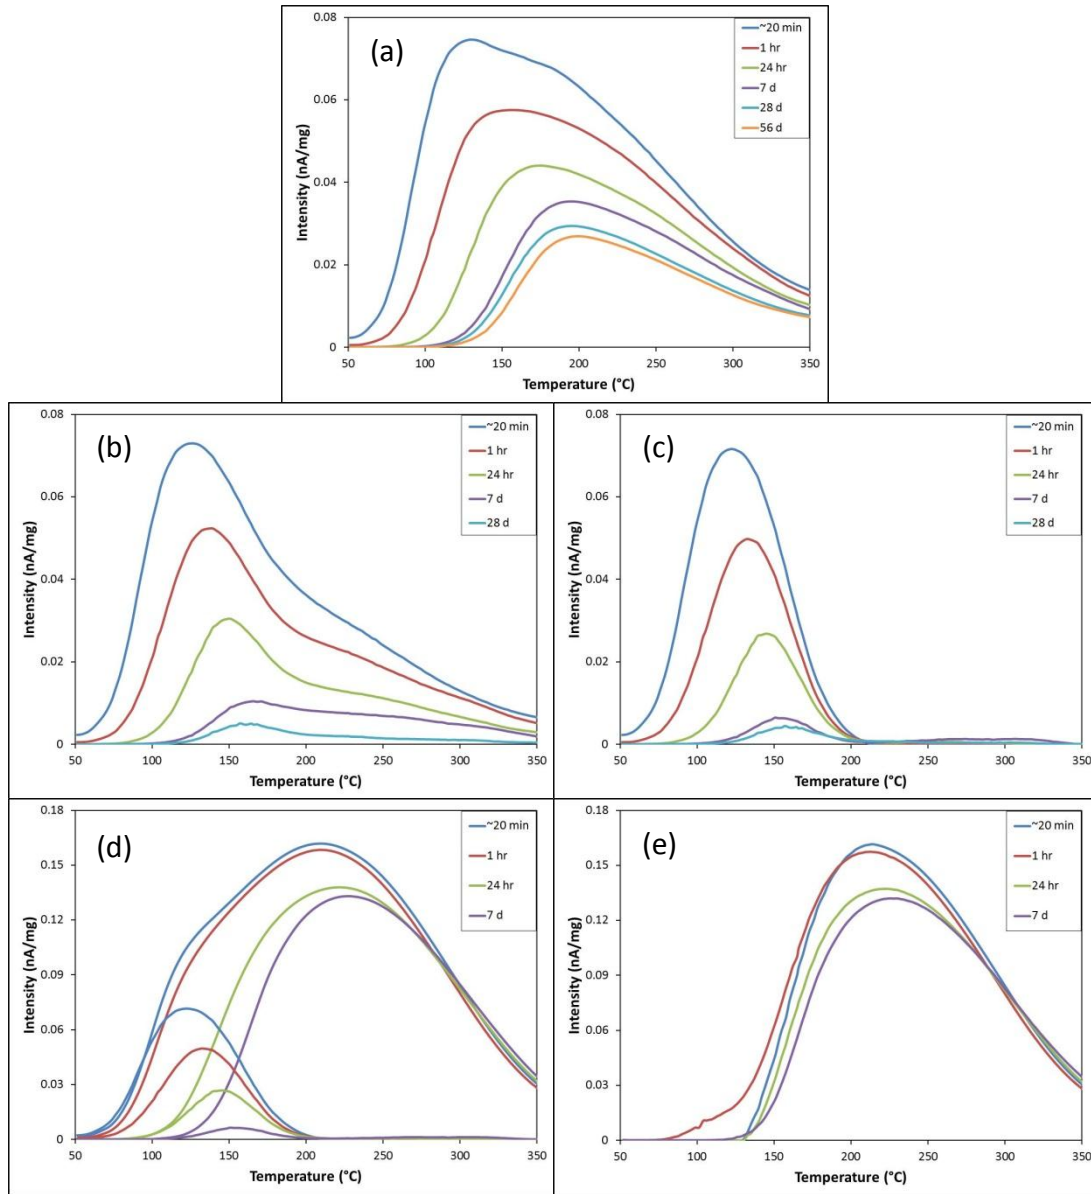 (a)
0.08
0.06
0.04
0.02
0
Intensity (nA/mg)
50 100 150 200 250 300 350
Temperature (°C)
~20 min
1 hr
24 hr
7 d
28 d
56 d
(b)
0.08
0.06
0.04
0.02
0
Intensity (nA/mg)
50 100 150 200 250 300 350
Temperature (°C)
~20 min
1 hr
24 hr
7 d
28 d
(c)
0.08
0.06
0.04
0.02
0
Intensity (nA/mg)
50 100 150 200 250 300 350
Temperature (°C)
~20 min
1 hr
24 hr
7 d
28 d
(d)
0.18
0.15
0.12
0.09
0.06
0.03
0
Intensity (nA/mg)
50 100 150 200 250 300 350
Temperature (°C)
~20 min
1 hr
24 hr
7 d
(e)
0.18
0.15
0.12
0.09
0.06
0.03
0
Intensity (nA/mg)
50 100 150 200 250 300 350
Temperature (°C)
~20 min
1 hr
24 hr
7 d